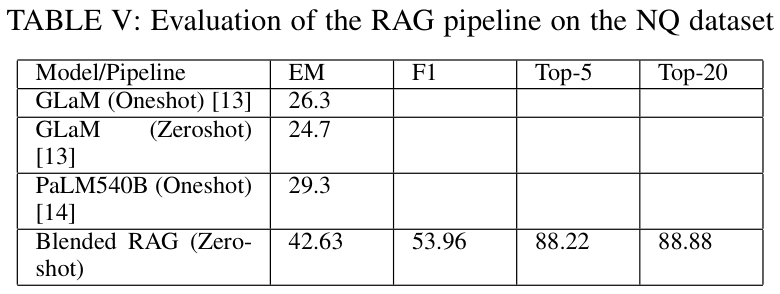 TABLE V: Evaluation of the RAG pipeline on the NQ dataset
Model/Pipeline EM F1 Top-5 Top-20
GLaM (Oneshot) [13] 26.3
GLaM (Zeroshot) 24.7
[13]
PaLM540B (Oneshot) 29.3
[14]
Blended RAG (Zero- 42.63 53.96 88.22 88.88
shot)